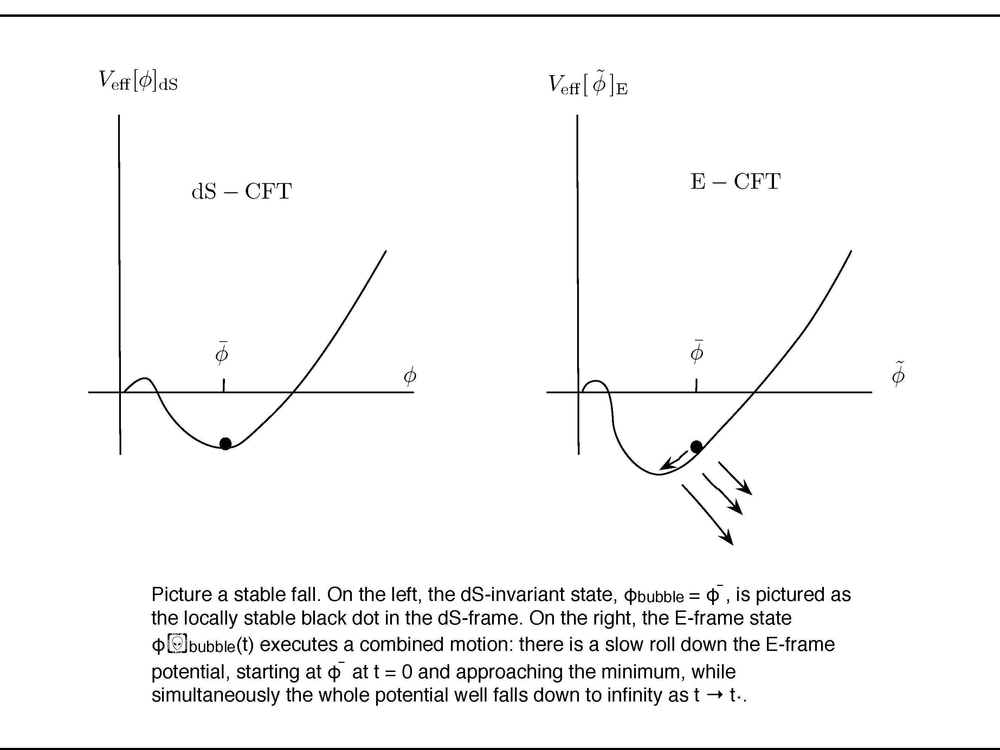 V_eff[ϕ]_dS
V_eff[ ϕ̃ ]_E
dS − CFT
E − CFT
ϕ̄
ϕ
ϕ̄
ϕ̃
Picture a stable fall. On the left, the dS-invariant state, ϕbubble = ϕ¯, is pictured as
the locally stable black dot in the dS-frame. On the right, the E-frame state
ϕbubble(t) executes a combined motion: there is a slow roll down the E-frame
potential, starting at ϕ¯ at t = 0 and approaching the minimum, while
simultaneously the whole potential well falls down to infinity as t → t⋆.